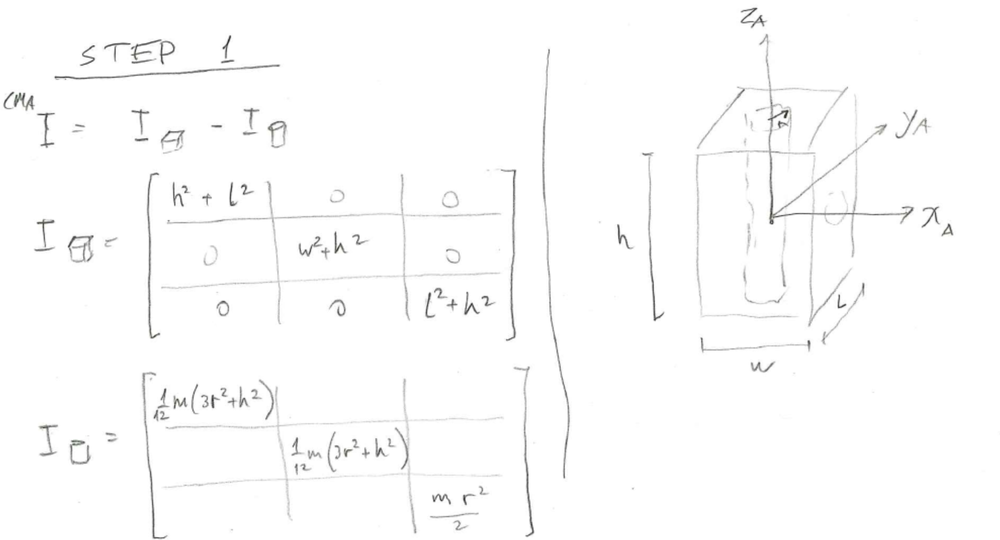 STEP 1
CMA I = I - I
I = [ h² + l² | 0 | 0
0 | w²+h² | 0
0 | 0 | l²+h² ]
I = [ 1/12 m(3r²+h²)
1/12 m(3r²+h²)
m r²/2 ]
Z_A
r
y_A
x_A
h
L
w